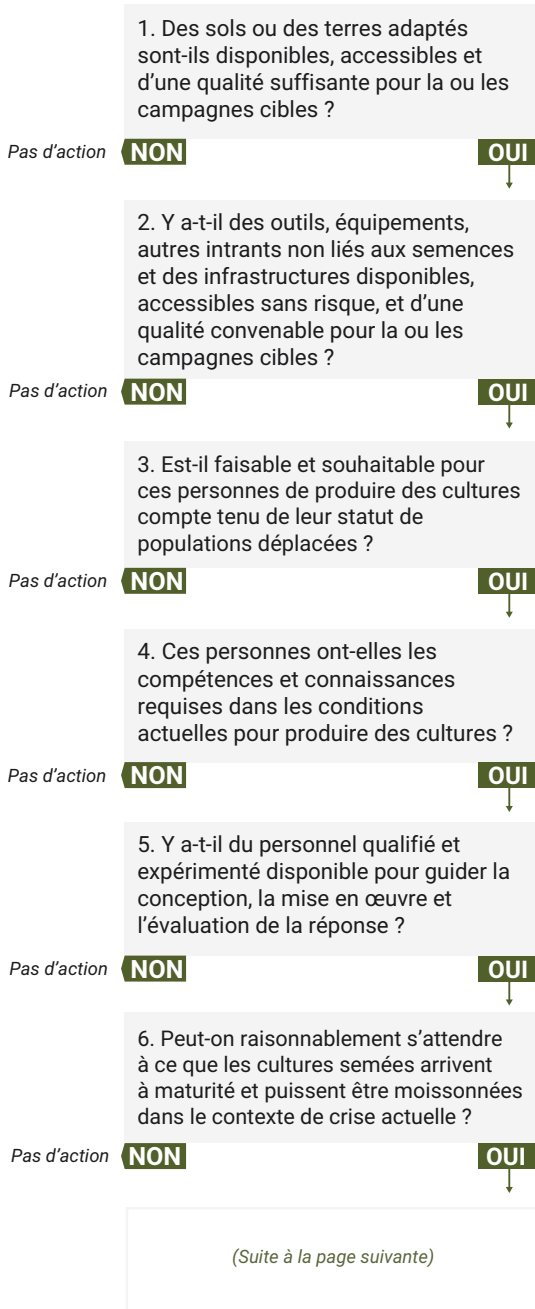 1. Des sols ou des terres adaptés
sont-ils disponibles, accessibles et
d’une qualité suffisante pour la ou les
campagnes cibles ?
Pas d’action NON OUI
2. Y a-t-il des outils, équipements,
autres intrants non liés aux semences
et des infrastructures disponibles,
accessibles sans risque, et d’une
qualité convenable pour la ou les
campagnes cibles ?
Pas d’action NON OUI
3. Est-il faisable et souhaitable pour
ces personnes de produire des cultures
compte tenu de leur statut de
populations déplacées ?
Pas d’action NON OUI
4. Ces personnes ont-elles les
compétences et connaissances
requises dans les conditions
actuelles pour produire des cultures ?
Pas d’action NON OUI
5. Y a-t-il du personnel qualifié et
expérimenté disponible pour guider la
conception, la mise en œuvre et
l’évaluation de la réponse ?
Pas d’action NON OUI
6. Peut-on raisonnablement s’attendre
à ce que les cultures semées arrivent
à maturité et puissent être moissonnées
dans le contexte de crise actuelle ?
Pas d’action NON OUI
(Suite à la page suivante)